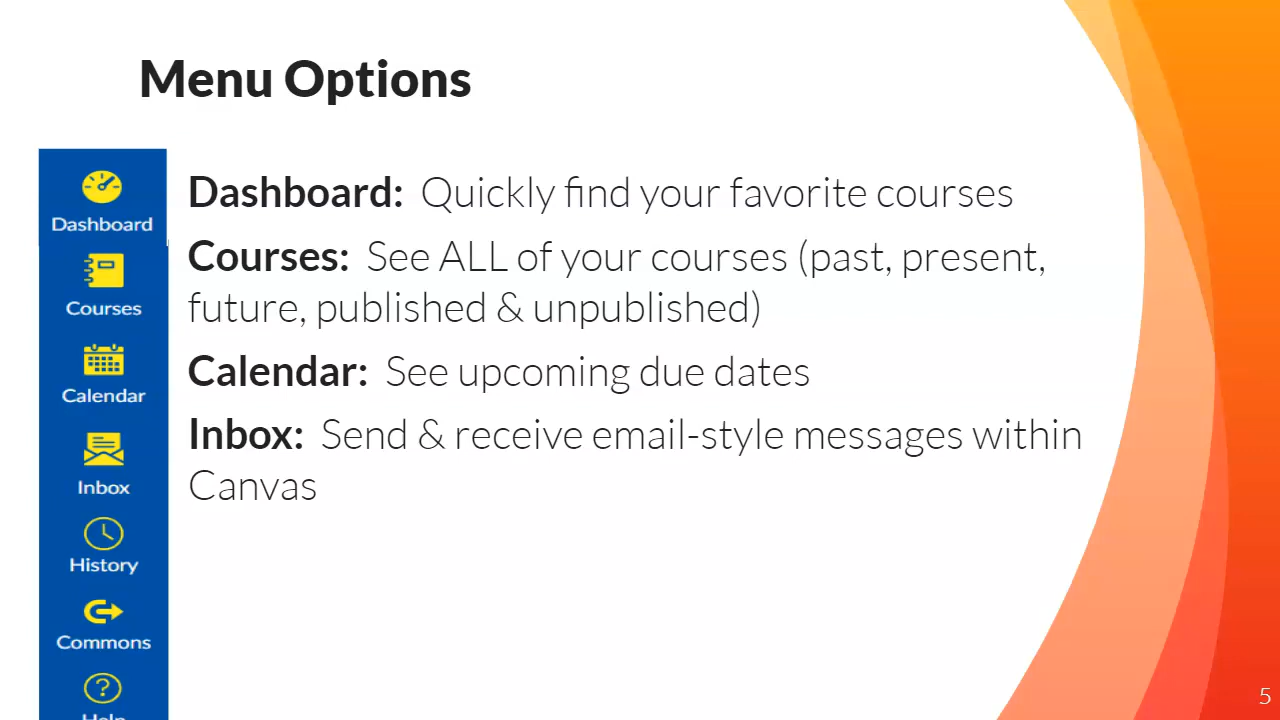 Menu Options
Dashboard
Courses
Calendar
Inbox
History
Commons
Help
Dashboard: Quickly find your favorite courses
Courses: See ALL of your courses (past, present,
future, published & unpublished)
Calendar: See upcoming due dates
Inbox: Send & receive email-style messages within
Canvas
5